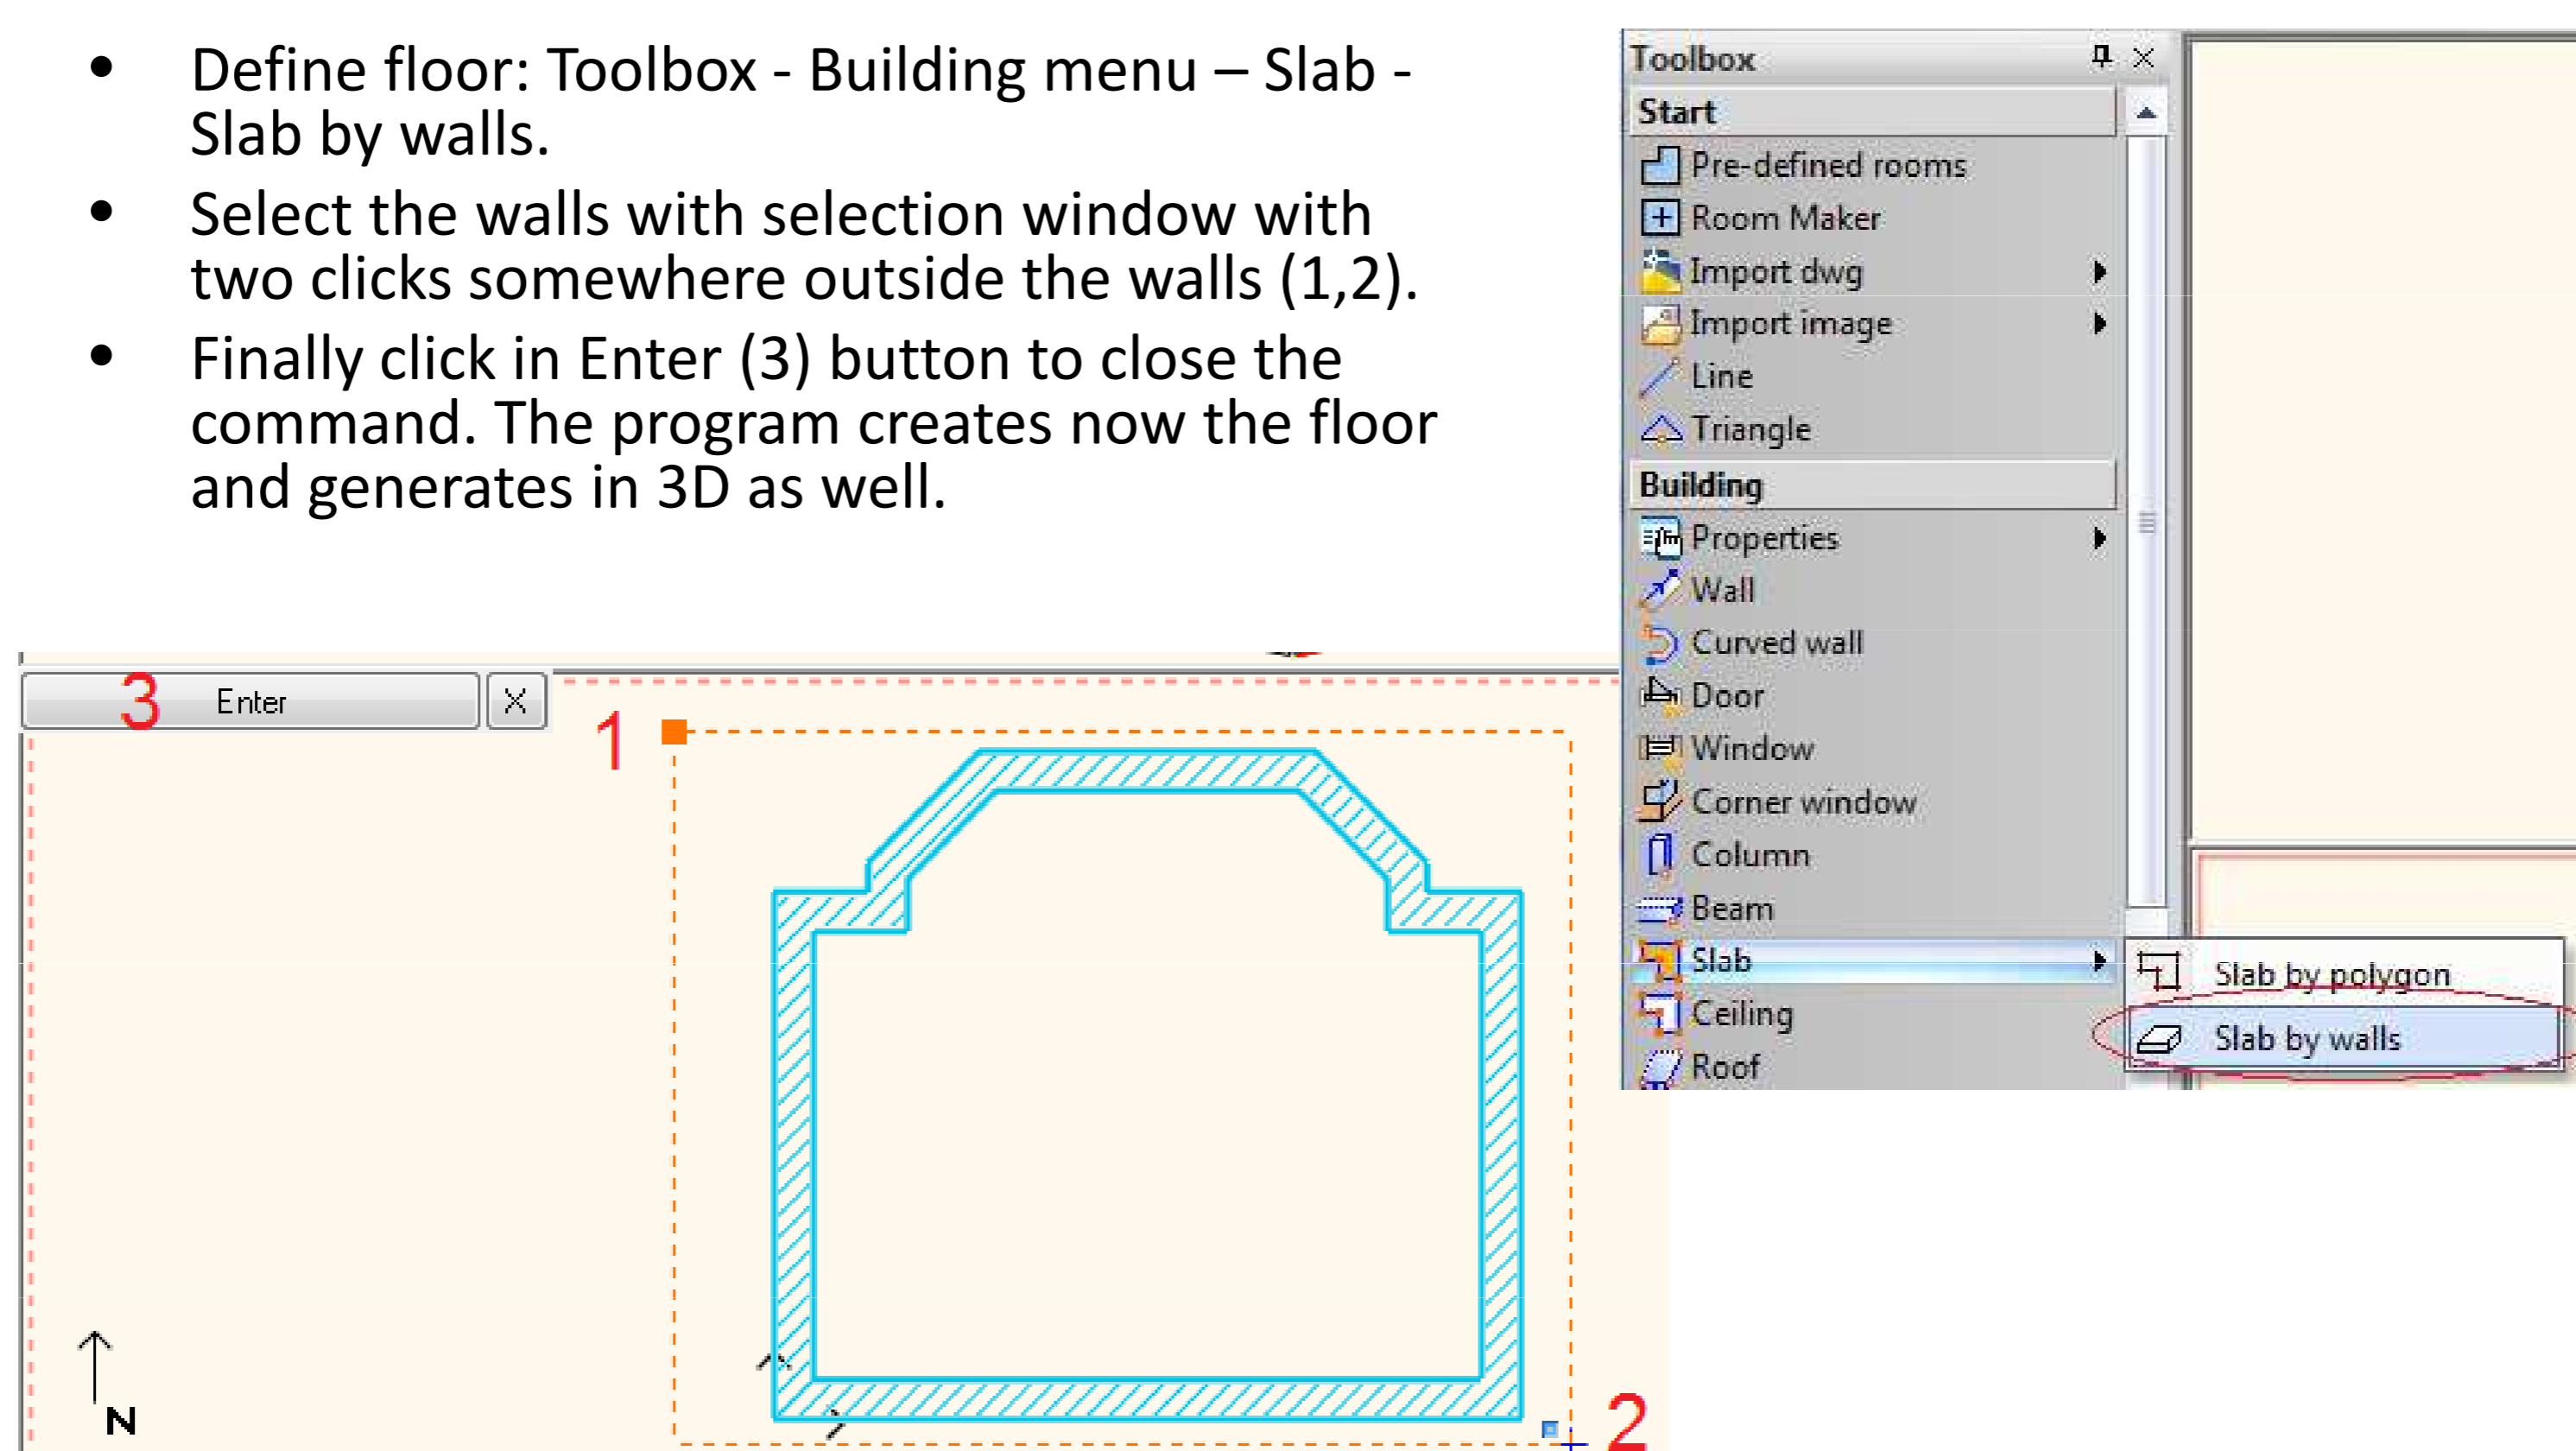 • Define floor: Toolbox - Building menu – Slab -
Slab by walls.
• Select the walls with selection window with
two clicks somewhere outside the walls (1,2).
• Finally click in Enter (3) button to close the
command. The program creates now the floor
and generates in 3D as well.
Toolbox
Start
Pre-defined rooms
Room Maker
Import dwg
Import image
Line
Triangle
Building
Properties
Wall
Curved wall
Door
Window
Corner window
Column
Beam
Slab
Slab by polygon
Slab by walls
Ceiling
Roof
3 Enter X
1
2
N